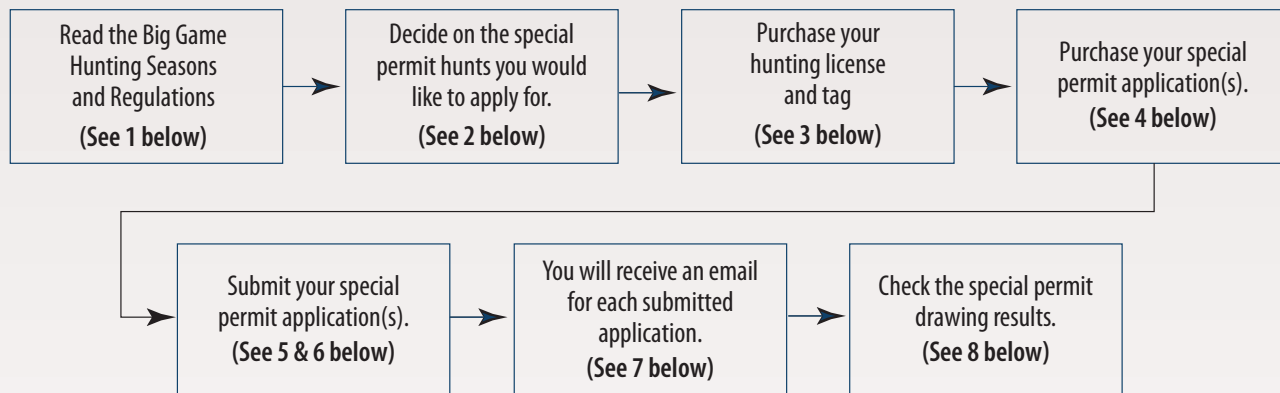 Read the Big Game
Hunting Seasons
and Regulations
(See 1 below)
Decide on the special
permit hunts you would
like to apply for.
(See 2 below)
Purchase your
hunting license
and tag
(See 3 below)
Purchase your special
permit application(s).
(See 4 below)
Submit your special
permit application(s).
(See 5 & 6 below)
You will receive an email
for each submitted
application.
(See 7 below)
Check the special permit
drawing results.
(See 8 below)